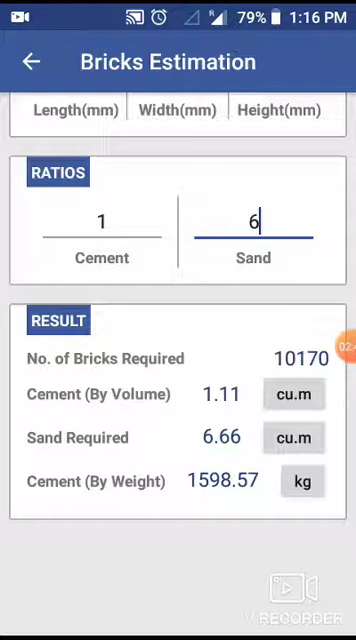 R 79% 1:16 PM
Bricks Estimation
Length(mm) Width(mm) Height(mm)
RATIOS
1 6
Cement Sand
RESULT
No. of Bricks Required 10170
Cement (By Volume) 1.11 cu.m
Sand Required 6.66 cu.m
Cement (By Weight) 1598.57 kg
RECORDER